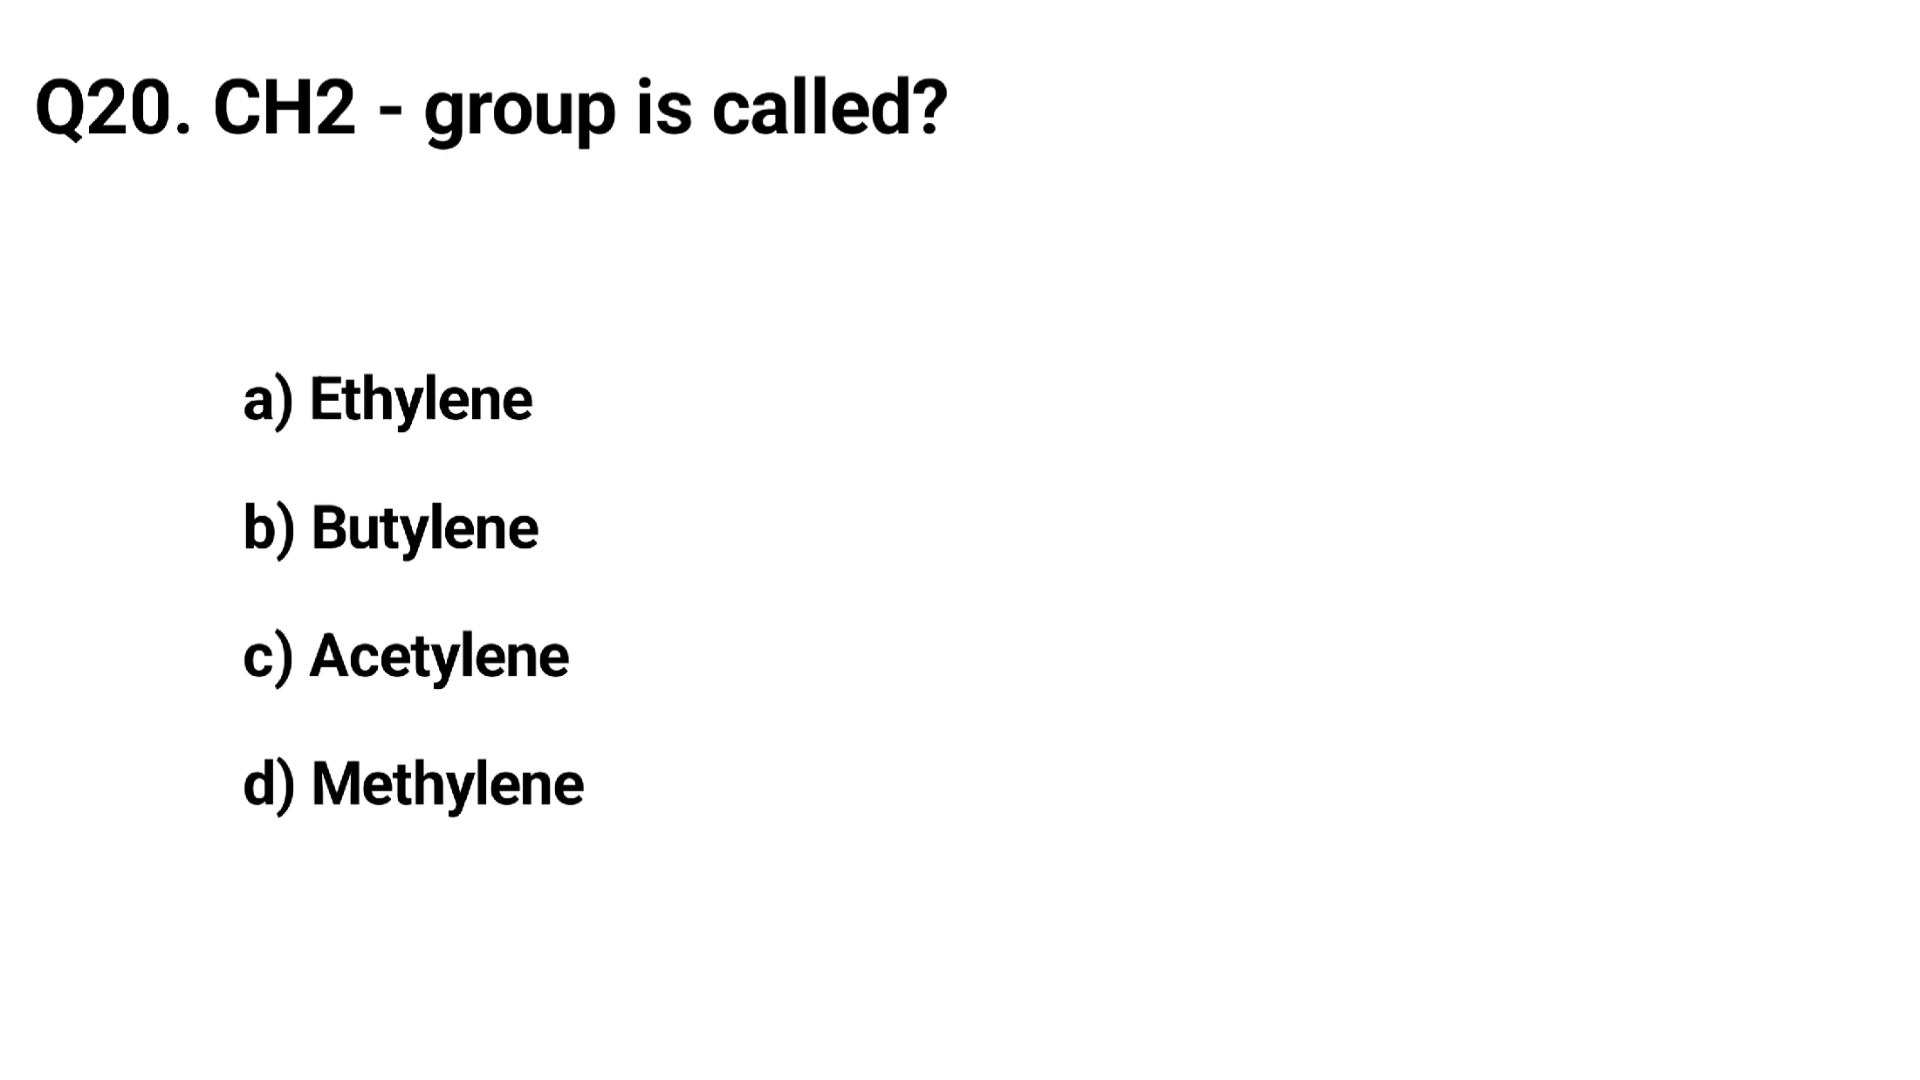 Q20. CH2 - group is called?
a) Ethylene
b) Butylene
c) Acetylene
d) Methylene